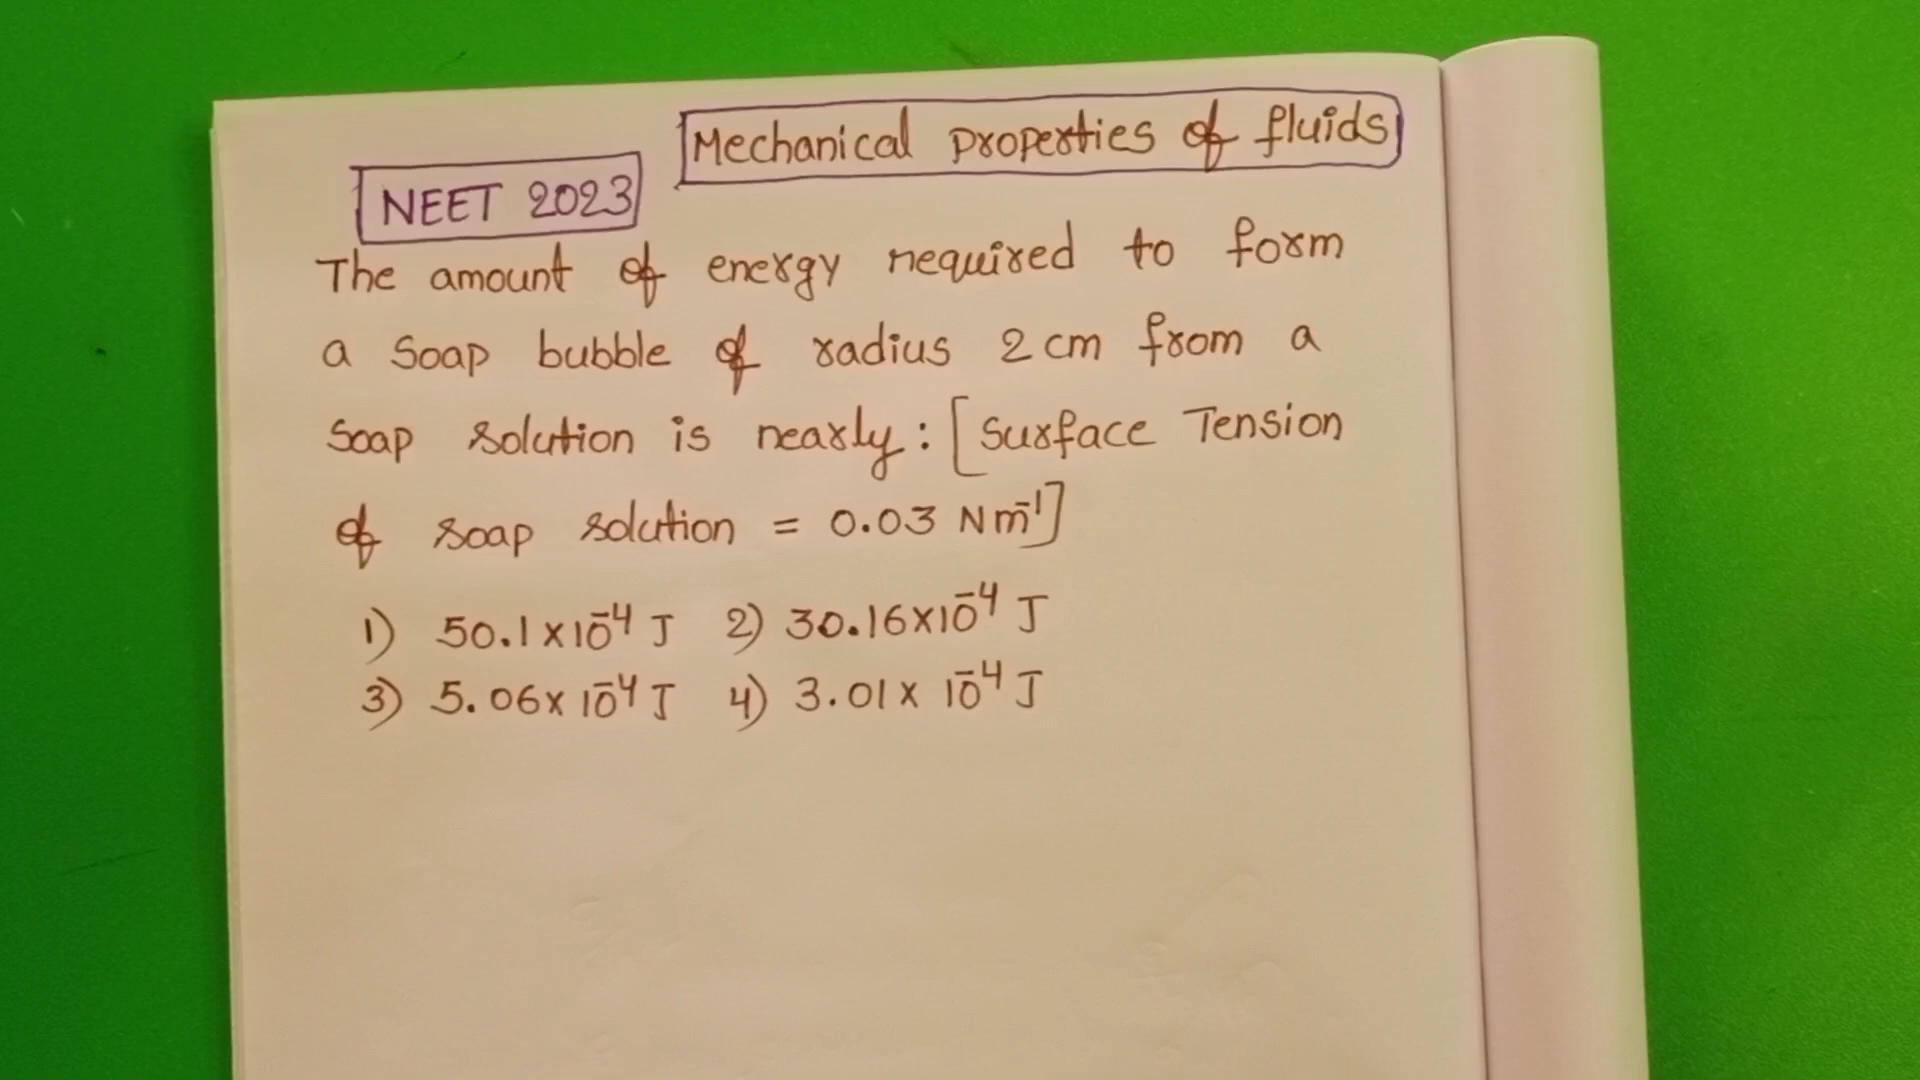 Mechanical properties of fluids
NEET 2023
The amount of energy required to form
a soap bubble of radius 2 cm from a
soap solution is nearly: [Surface Tension
of soap solution = 0.03 Nm⁻¹]
1) 50.1×10⁻⁴ J 2) 30.16×10⁻⁴ J
3) 5.06×10⁻⁴ J 4) 3.01×10⁻⁴ J